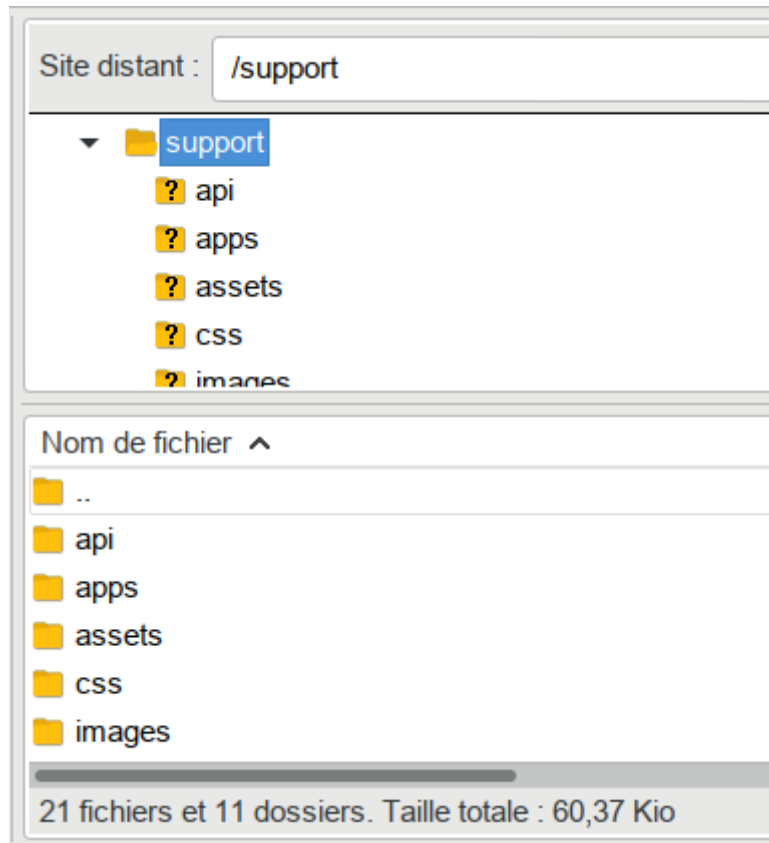 Site distant : /support
support
api
apps
assets
css
images
Nom de fichier
..
api
apps
assets
css
images
21 fichiers et 11 dossiers. Taille totale : 60,37 Kio